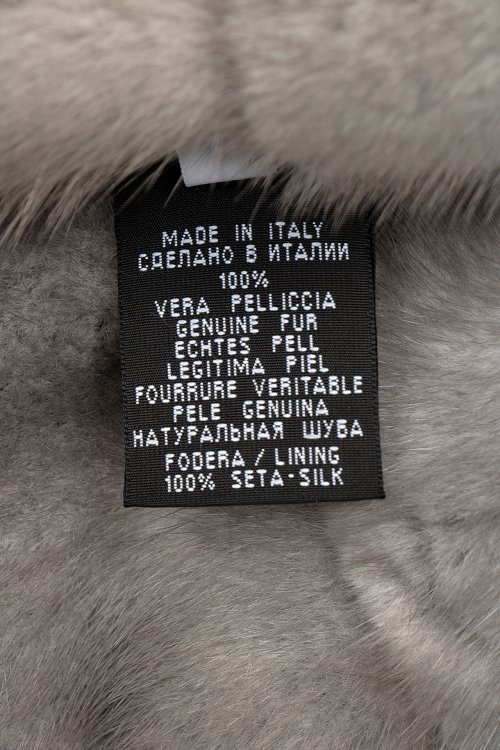 MADE IN ITALY
СДЕЛАНО В ИТАЛИИ
100%
VERA PELLICCIA
GENUINE FUR
ECHTES PELL
LEGITIMA PIEL
FOURRURE VERITABLE
PELE GENUINA
НАТУРАЛЬНАЯ ШУБА
FODERA / LINING
100% SETA-SILK